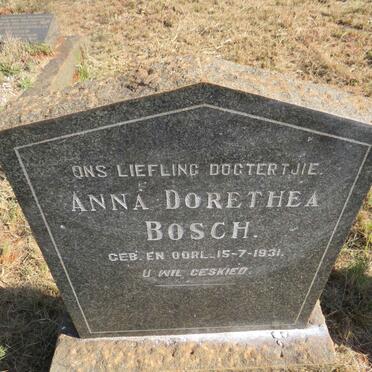 ONS LIEFLING DOGTERTJIE.
ANNA DORETHEA
BOSCH.
GEB. EN OORL. 15-7-1931.
U WIL GESKIED.